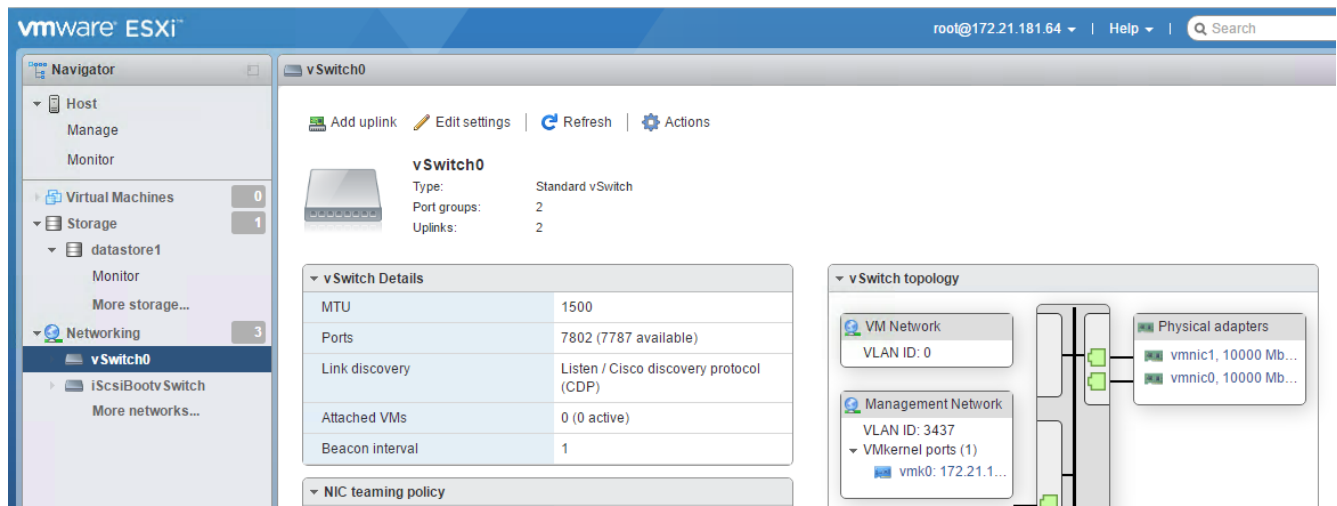 vmware ESXi™
root@172.21.181.64 | Help | Search
Navigator
Host
Manage
Monitor
Virtual Machines 0
Storage 1
datastore1
Monitor
More storage...
Networking 3
vSwitch0
iScsiBootvSwitch
More networks...
vSwitch0
Add uplink Edit settings | Refresh | Actions
vSwitch0
Type: Standard vSwitch
Port groups: 2
Uplinks: 2
vSwitch Details
MTU 1500
Ports 7802 (7787 available)
Link discovery Listen / Cisco discovery protocol
(CDP)
Attached VMs 0 (0 active)
Beacon interval 1
NIC teaming policy
vSwitch topology
VM Network
VLAN ID: 0
Management Network
VLAN ID: 3437
VMkernel ports (1)
vmk0: 172.21.1...
Physical adapters
vmnic1, 10000 Mb...
vmnic0, 10000 Mb...